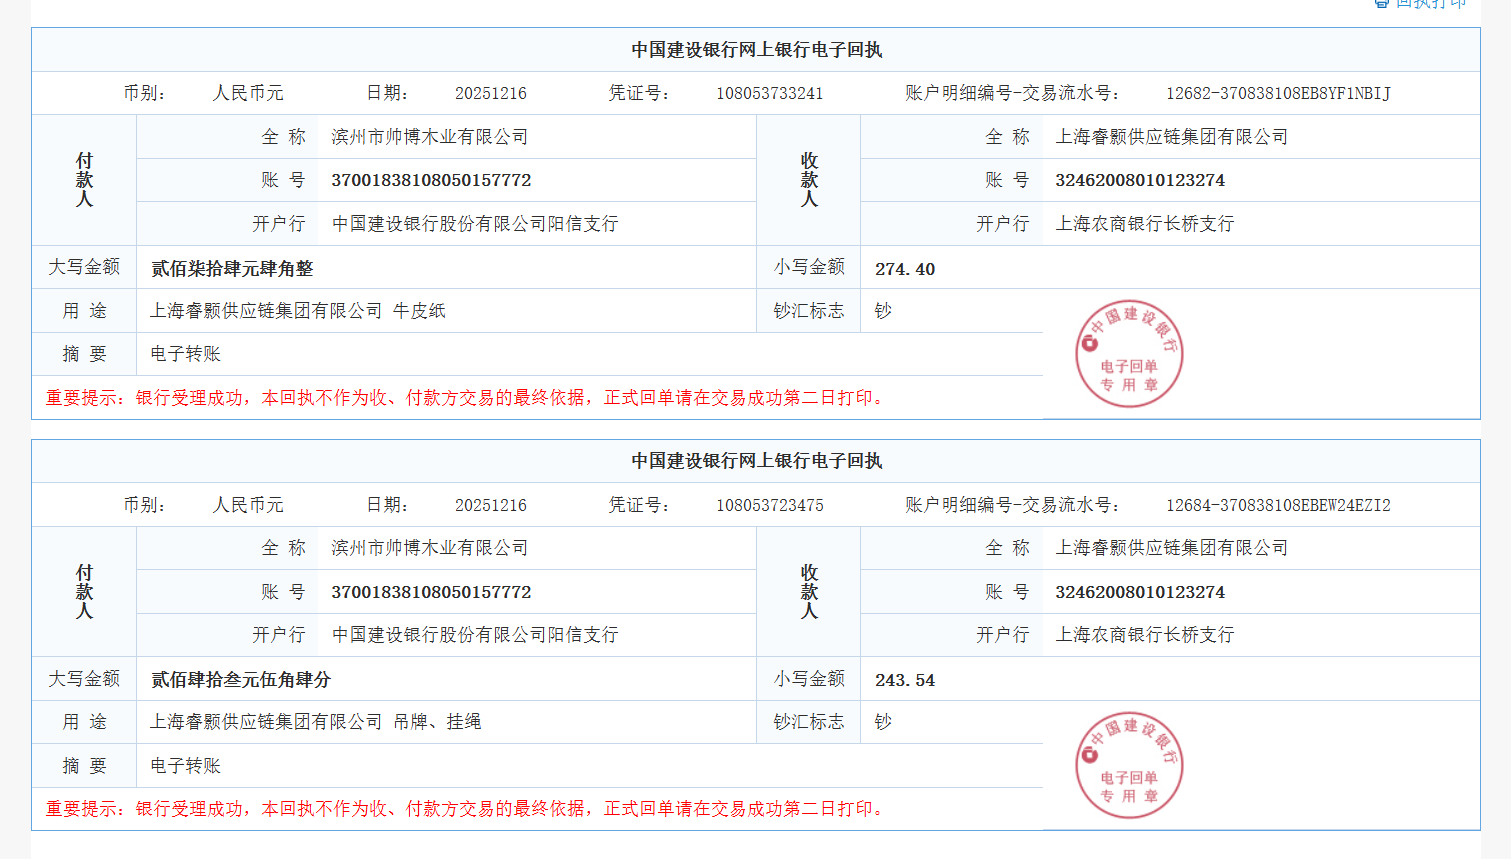 回执打印
中国建设银行网上银行电子回执
币别： 人民币元 日期： 20251216 凭证号： 108053733241 账户明细编号-交易流水号： 12682-370838108EB8YF1NBIJ
付款人 全 称 滨州市帅博木业有限公司 收款人 全 称 上海睿颢供应链集团有限公司
账 号 37001838108050157772 账 号 32462008010123274
开户行 中国建设银行股份有限公司阳信支行 开户行 上海农商银行长桥支行
大写金额 贰佰柒拾肆元肆角整 小写金额 274.40
用 途 上海睿颢供应链集团有限公司 牛皮纸 钞汇标志 钞
摘 要 电子转账
中国建设银行
电子回单
专用章
重要提示：银行受理成功，本回执不作为收、付款方交易的最终依据，正式回单请在交易成功第二日打印。
中国建设银行网上银行电子回执
币别： 人民币元 日期： 20251216 凭证号： 108053723475 账户明细编号-交易流水号： 12684-370838108EBEW24EZI2
付款人 全 称 滨州市帅博木业有限公司 收款人 全 称 上海睿颢供应链集团有限公司
账 号 37001838108050157772 账 号 32462008010123274
开户行 中国建设银行股份有限公司阳信支行 开户行 上海农商银行长桥支行
大写金额 贰佰肆拾叁元伍角肆分 小写金额 243.54
用 途 上海睿颢供应链集团有限公司 吊牌、挂绳 钞汇标志 钞
摘 要 电子转账
中国建设银行
电子回单
专用章
重要提示：银行受理成功，本回执不作为收、付款方交易的最终依据，正式回单请在交易成功第二日打印。